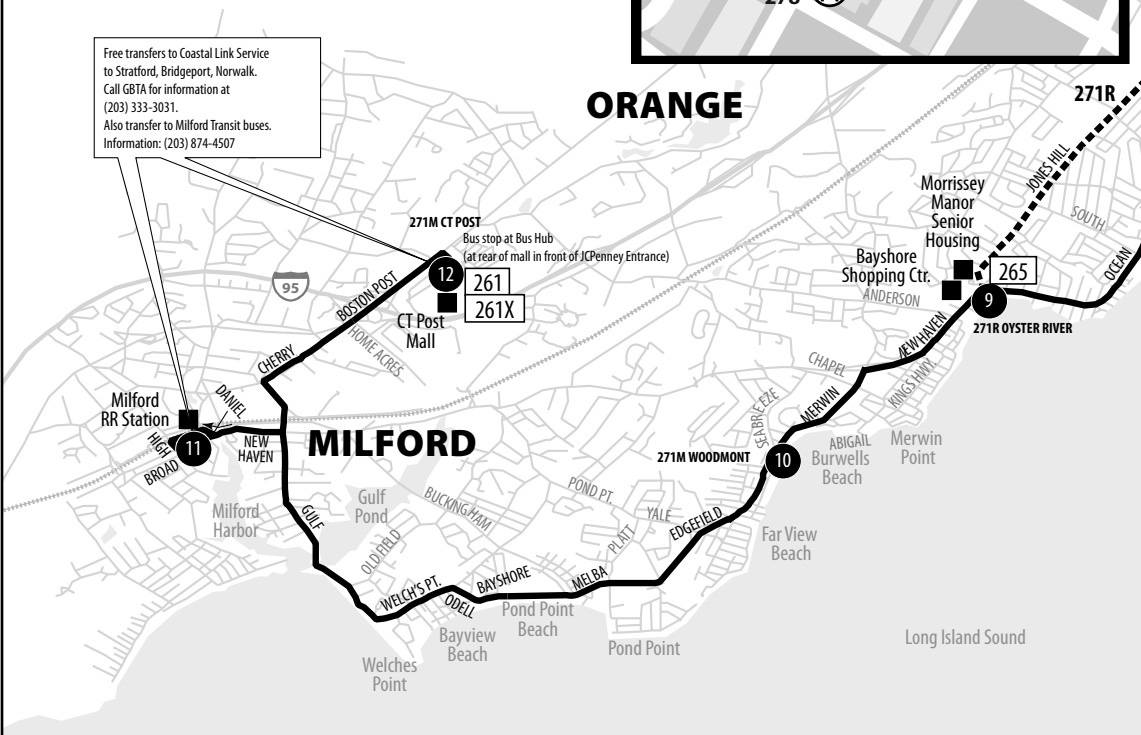 Free transfers to Coastal Link Service
to Stratford, Bridgeport, Norwalk.
Call GBTA for information at
(203) 333-3031.
Also transfer to Milford Transit buses.
Information: (203) 874-4507
ORANGE
271R
JONES HILL
SOUTH
OCEAN
Morrissey
Manor
Senior
Housing
Bayshore
Shopping Ctr.
265
9
ANDERSON
271R OYSTER RIVER
271M CT POST
Bus stop at Bus Hub
(at rear of mall in front of JCPenney Entrance)
12
261
261X
CT Post
Mall
95
BOSTON POST
HOME ACRES
CHERRY
NEW HAVEN
KINGS HWY.
CHAPEL
MERWIN
SEABREEZE
ABIGAIL
Merwin
Point
Burwells
Beach
271M WOODMONT
10
Milford
RR Station
DANIEL
HIGH
11
BROAD
NEW
HAVEN
MILFORD
Milford
Harbor
GULF
Gulf
Pond
OLD FIELD
BUCKINGHAM
POND PT.
YALE
PLATT
EDGEFIELD
Far View
Beach
WELCH'S PT.
ODELL
BAYSHORE
MELBA
Pond Point
Beach
Bayview
Beach
Pond Point
Welches
Point
Long Island Sound